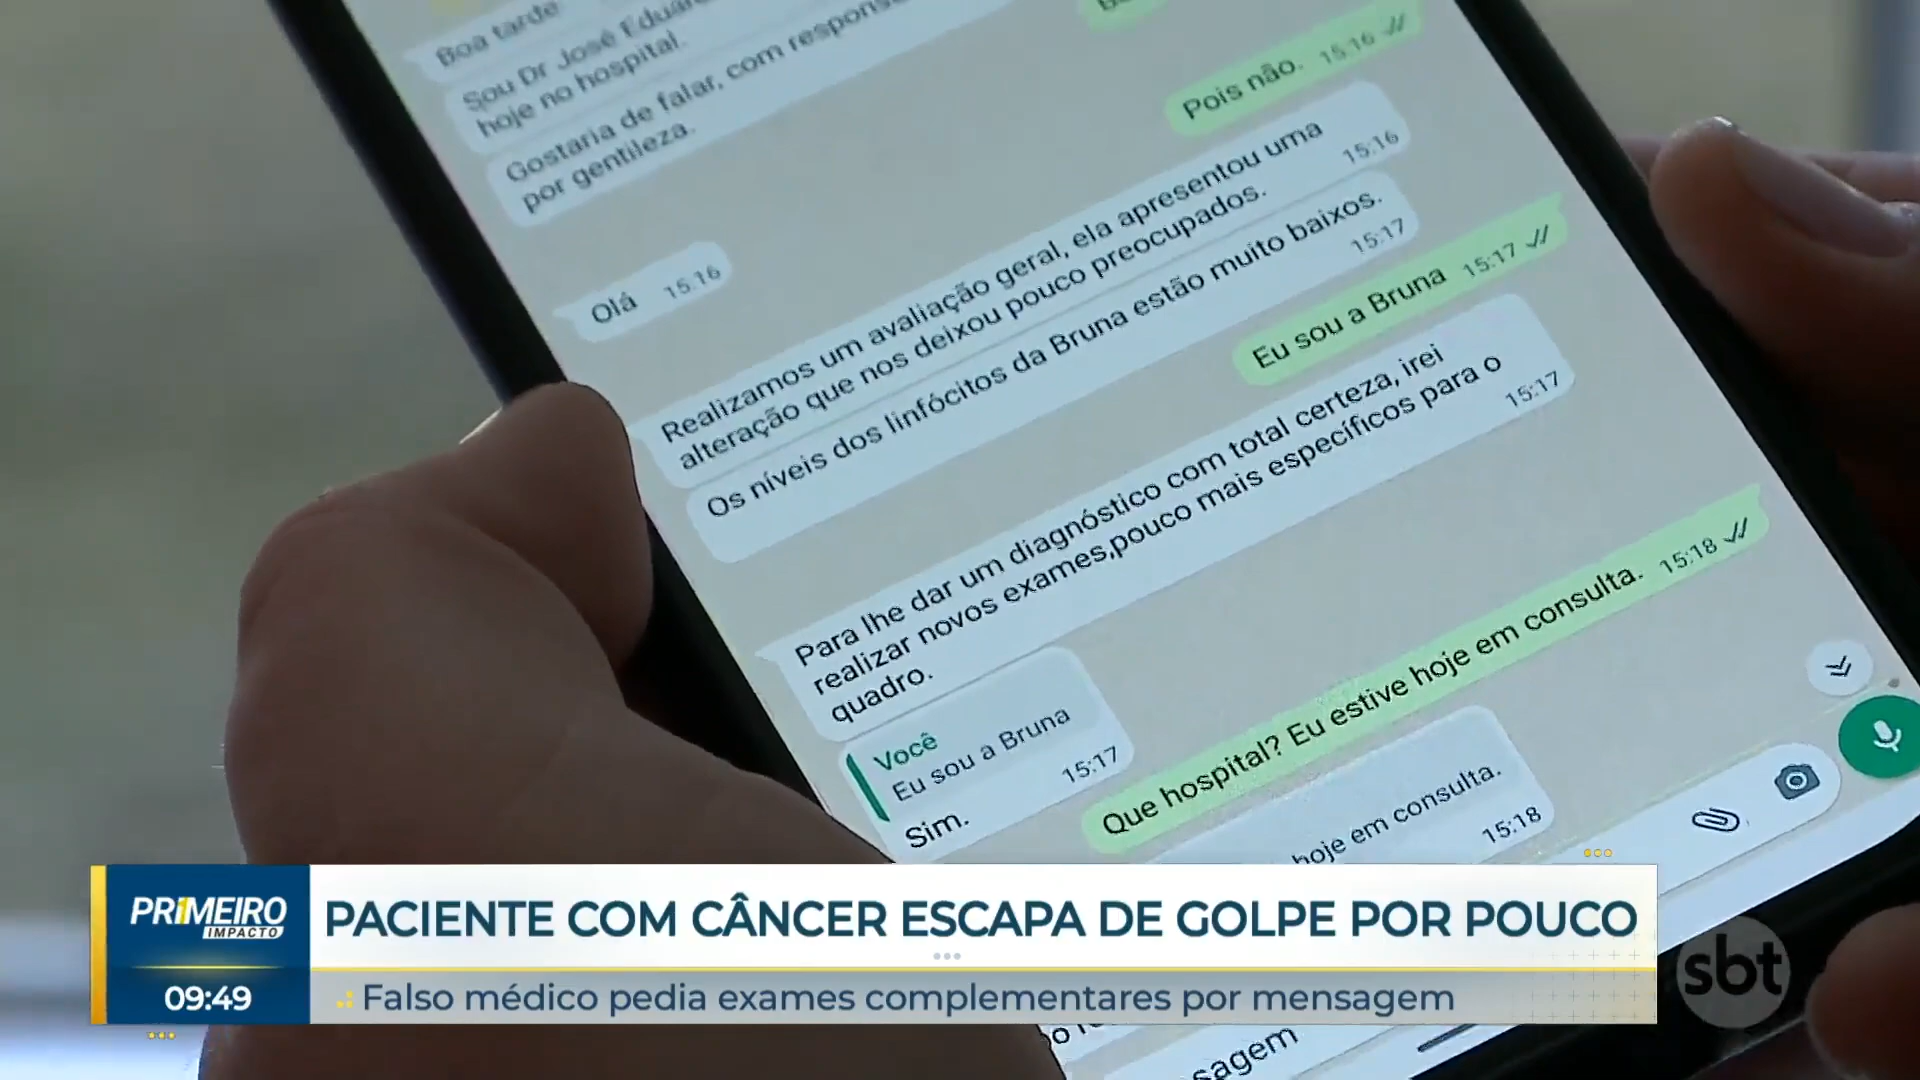 Boa tarde
Sou Dr José
hoje no hospital.
Gostaria de falar, com
por gentileza.
15:16
Pois não. 15:16
Olá 15:16
Realizamos um avaliação geral, ela apresentou uma
alteração que nos deixou pouco preocupados.
15:16
Os níveis dos linfócitos da Bruna estão muito baixos.
15:17
Eu sou a Bruna 15:17
Para lhe dar um diagnóstico com total certeza, irei
realizar novos exames,pouco mais específicos para o
quadro.
15:17
Você
Eu sou a Bruna
Sim. 15:17
Que hospital? Eu estive hoje em consulta. 15:18
hoje em consulta.
15:18
PRIMEIRO
IMPACTO
09:49
PACIENTE COM CÂNCER ESCAPA DE GOLPE POR POUCO
Falso médico pedia exames complementares por mensagem
sbt